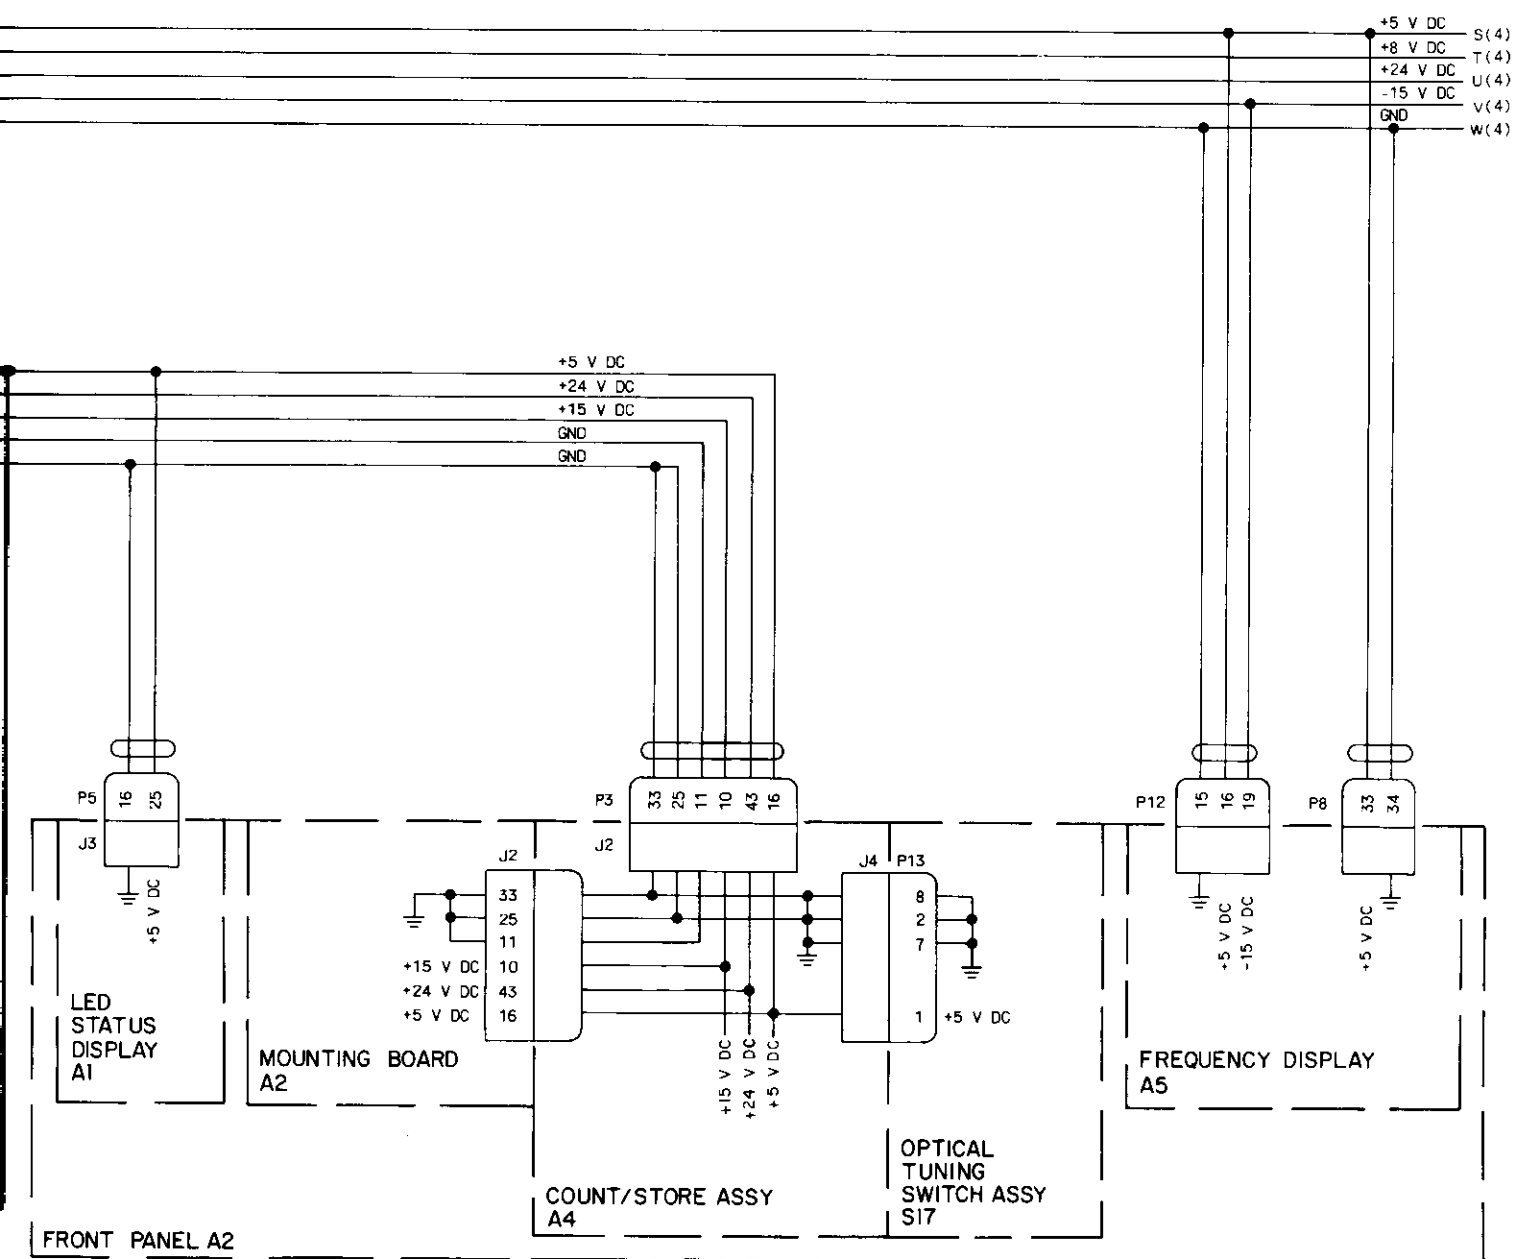 +5 V DC
S(4)
+8 V DC
T(4)
+24 V DC
U(4)
-15 V DC
V(4)
GND
W(4)
+5 V DC
+24 V DC
+15 V DC
GND
GND
P5
16
25
J3
+5 V DC
P3
33
25
11
10
43
16
J2
P12
15
16
19
+5 V DC
-15 V DC
P8
33
34
+5 V DC
J2
33
25
11
+15 V DC 10
+24 V DC 43
+5 V DC 16
J4
P13
8
2
7
1 +5 V DC
+15 V DC
+24 V DC
+5 V DC
LED
STATUS
DISPLAY
A1
MOUNTING BOARD
A2
FREQUENCY DISPLAY
A5
OPTICAL
TUNING
SWITCH ASSY
S17
COUNT/STORE ASSY
A4
FRONT PANEL A2